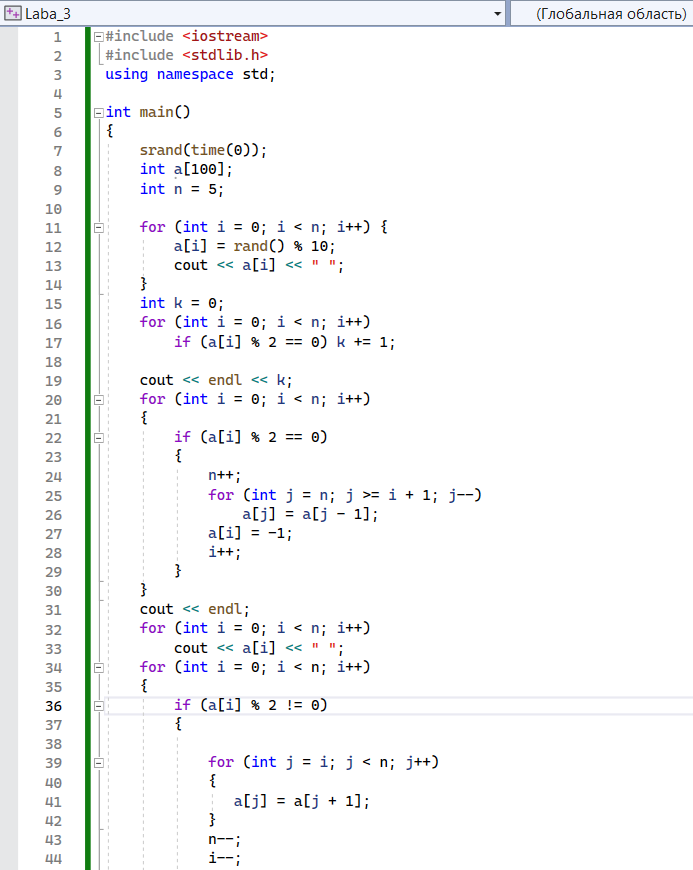 Laba_3 (Глобальная область)
1 #include <iostream>
2 #include <stdlib.h>
3 using namespace std;
4
5 int main()
6 {
7 srand(time(0));
8 int a[100];
9 int n = 5;
10
11 for (int i = 0; i < n; i++) {
12 a[i] = rand() % 10;
13 cout << a[i] << " ";
14 }
15 int k = 0;
16 for (int i = 0; i < n; i++)
17 if (a[i] % 2 == 0) k += 1;
18
19 cout << endl << k;
20 for (int i = 0; i < n; i++)
21 {
22 if (a[i] % 2 == 0)
23 {
24 n++;
25 for (int j = n; j >= i + 1; j--)
26 a[j] = a[j - 1];
27 a[i] = -1;
28 i++;
29 }
30 }
31 cout << endl;
32 for (int i = 0; i < n; i++)
33 cout << a[i] << " ";
34 for (int i = 0; i < n; i++)
35 {
36 if (a[i] % 2 != 0)
37 {
38
39 for (int j = i; j < n; j++)
40 {
41 a[j] = a[j + 1];
42 }
43 n--;
44 i--;